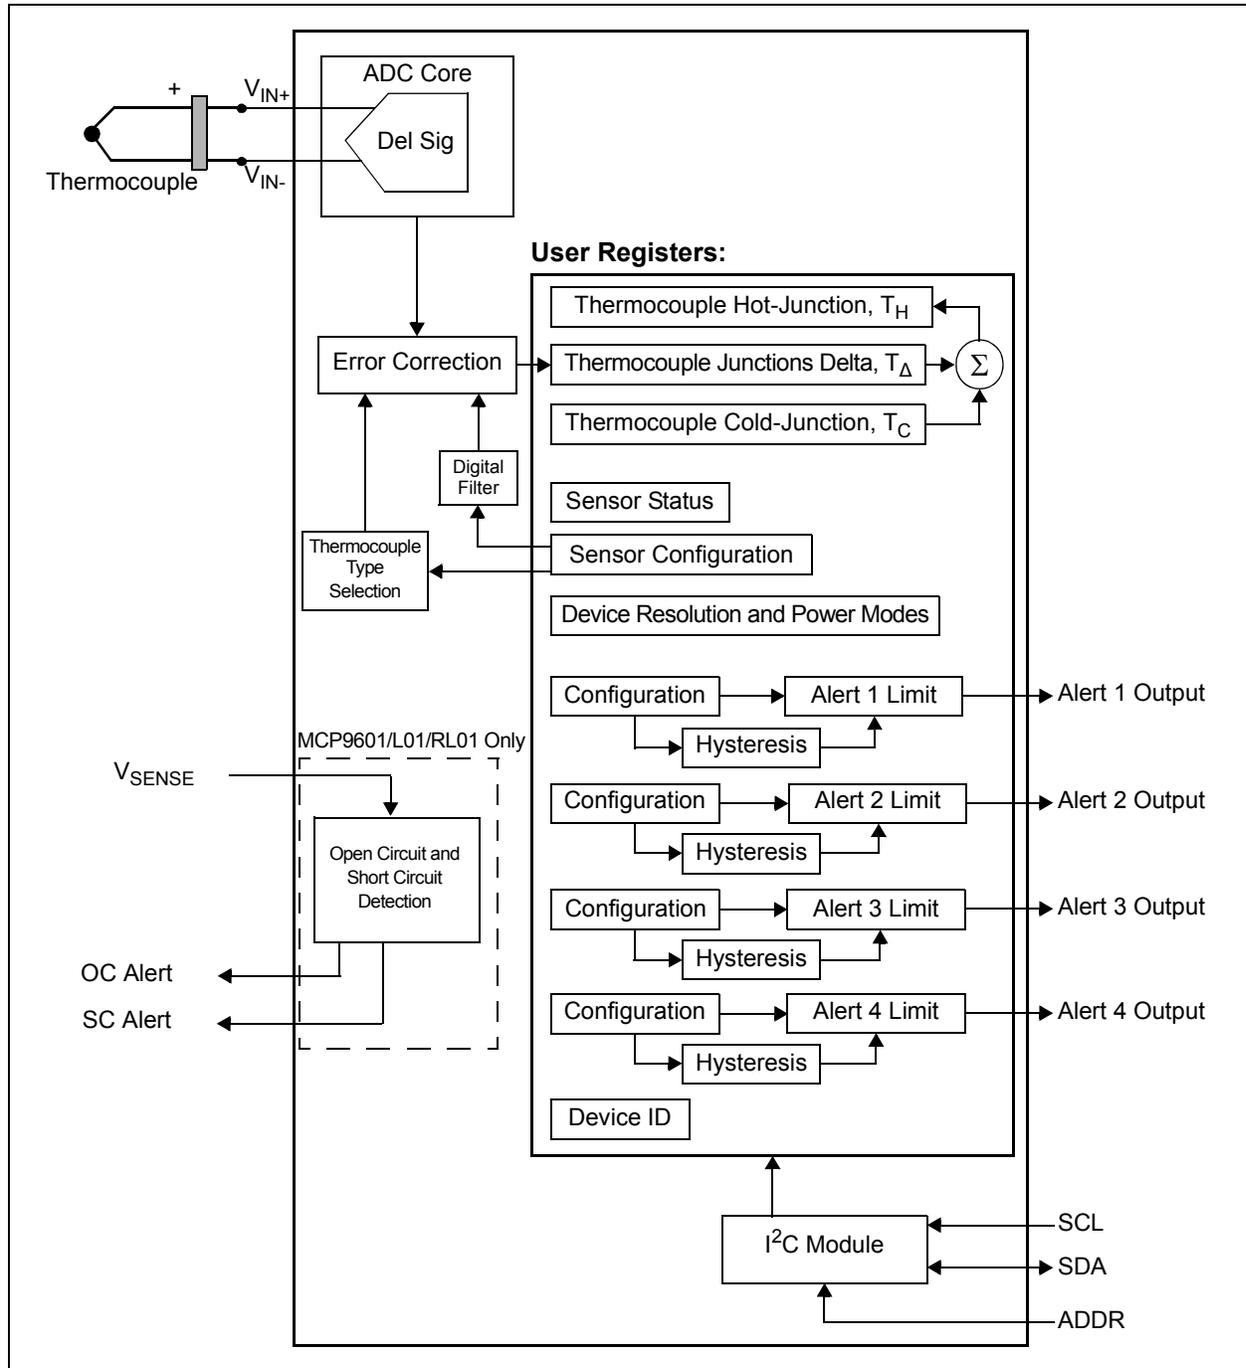 ADC Core
+
VIN+
Del Sig
Thermocouple
VIN-
User Registers:
Thermocouple Hot-Junction, TH
Error Correction
Thermocouple Junctions Delta, TΔ
Σ
Thermocouple Cold-Junction, TC
Digital
Filter
Sensor Status
Thermocouple
Type
Selection
Sensor Configuration
Device Resolution and Power Modes
Configuration
Alert 1 Limit
Alert 1 Output
Hysteresis
MCP9601/L01/RL01 Only
VSENSE
Configuration
Alert 2 Limit
Alert 2 Output
Hysteresis
Open Circuit and
Short Circuit
Detection
Configuration
Alert 3 Limit
Alert 3 Output
Hysteresis
OC Alert
SC Alert
Configuration
Alert 4 Limit
Alert 4 Output
Hysteresis
Device ID
I²C Module
SCL
SDA
ADDR